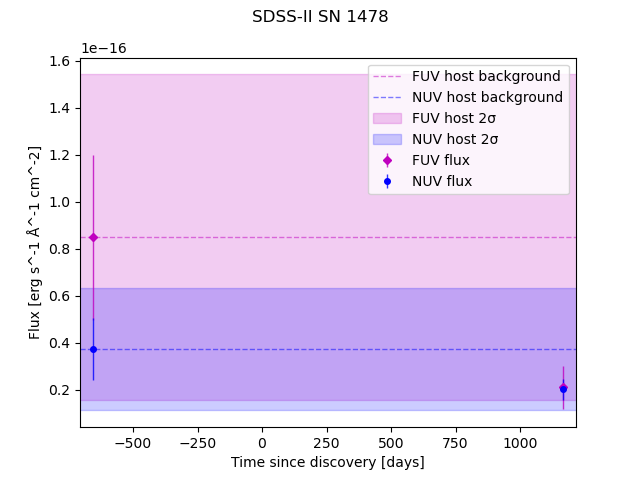 SDSS-II SN 1478
1e−16
FUV host background
NUV host background
FUV host 2σ
NUV host 2σ
FUV flux
NUV flux
Flux [erg s^-1 Å^-1 cm^-2]
1.6
1.4
1.2
1.0
0.8
0.6
0.4
0.2
−500
−250
0
250
500
750
1000
Time since discovery [days]